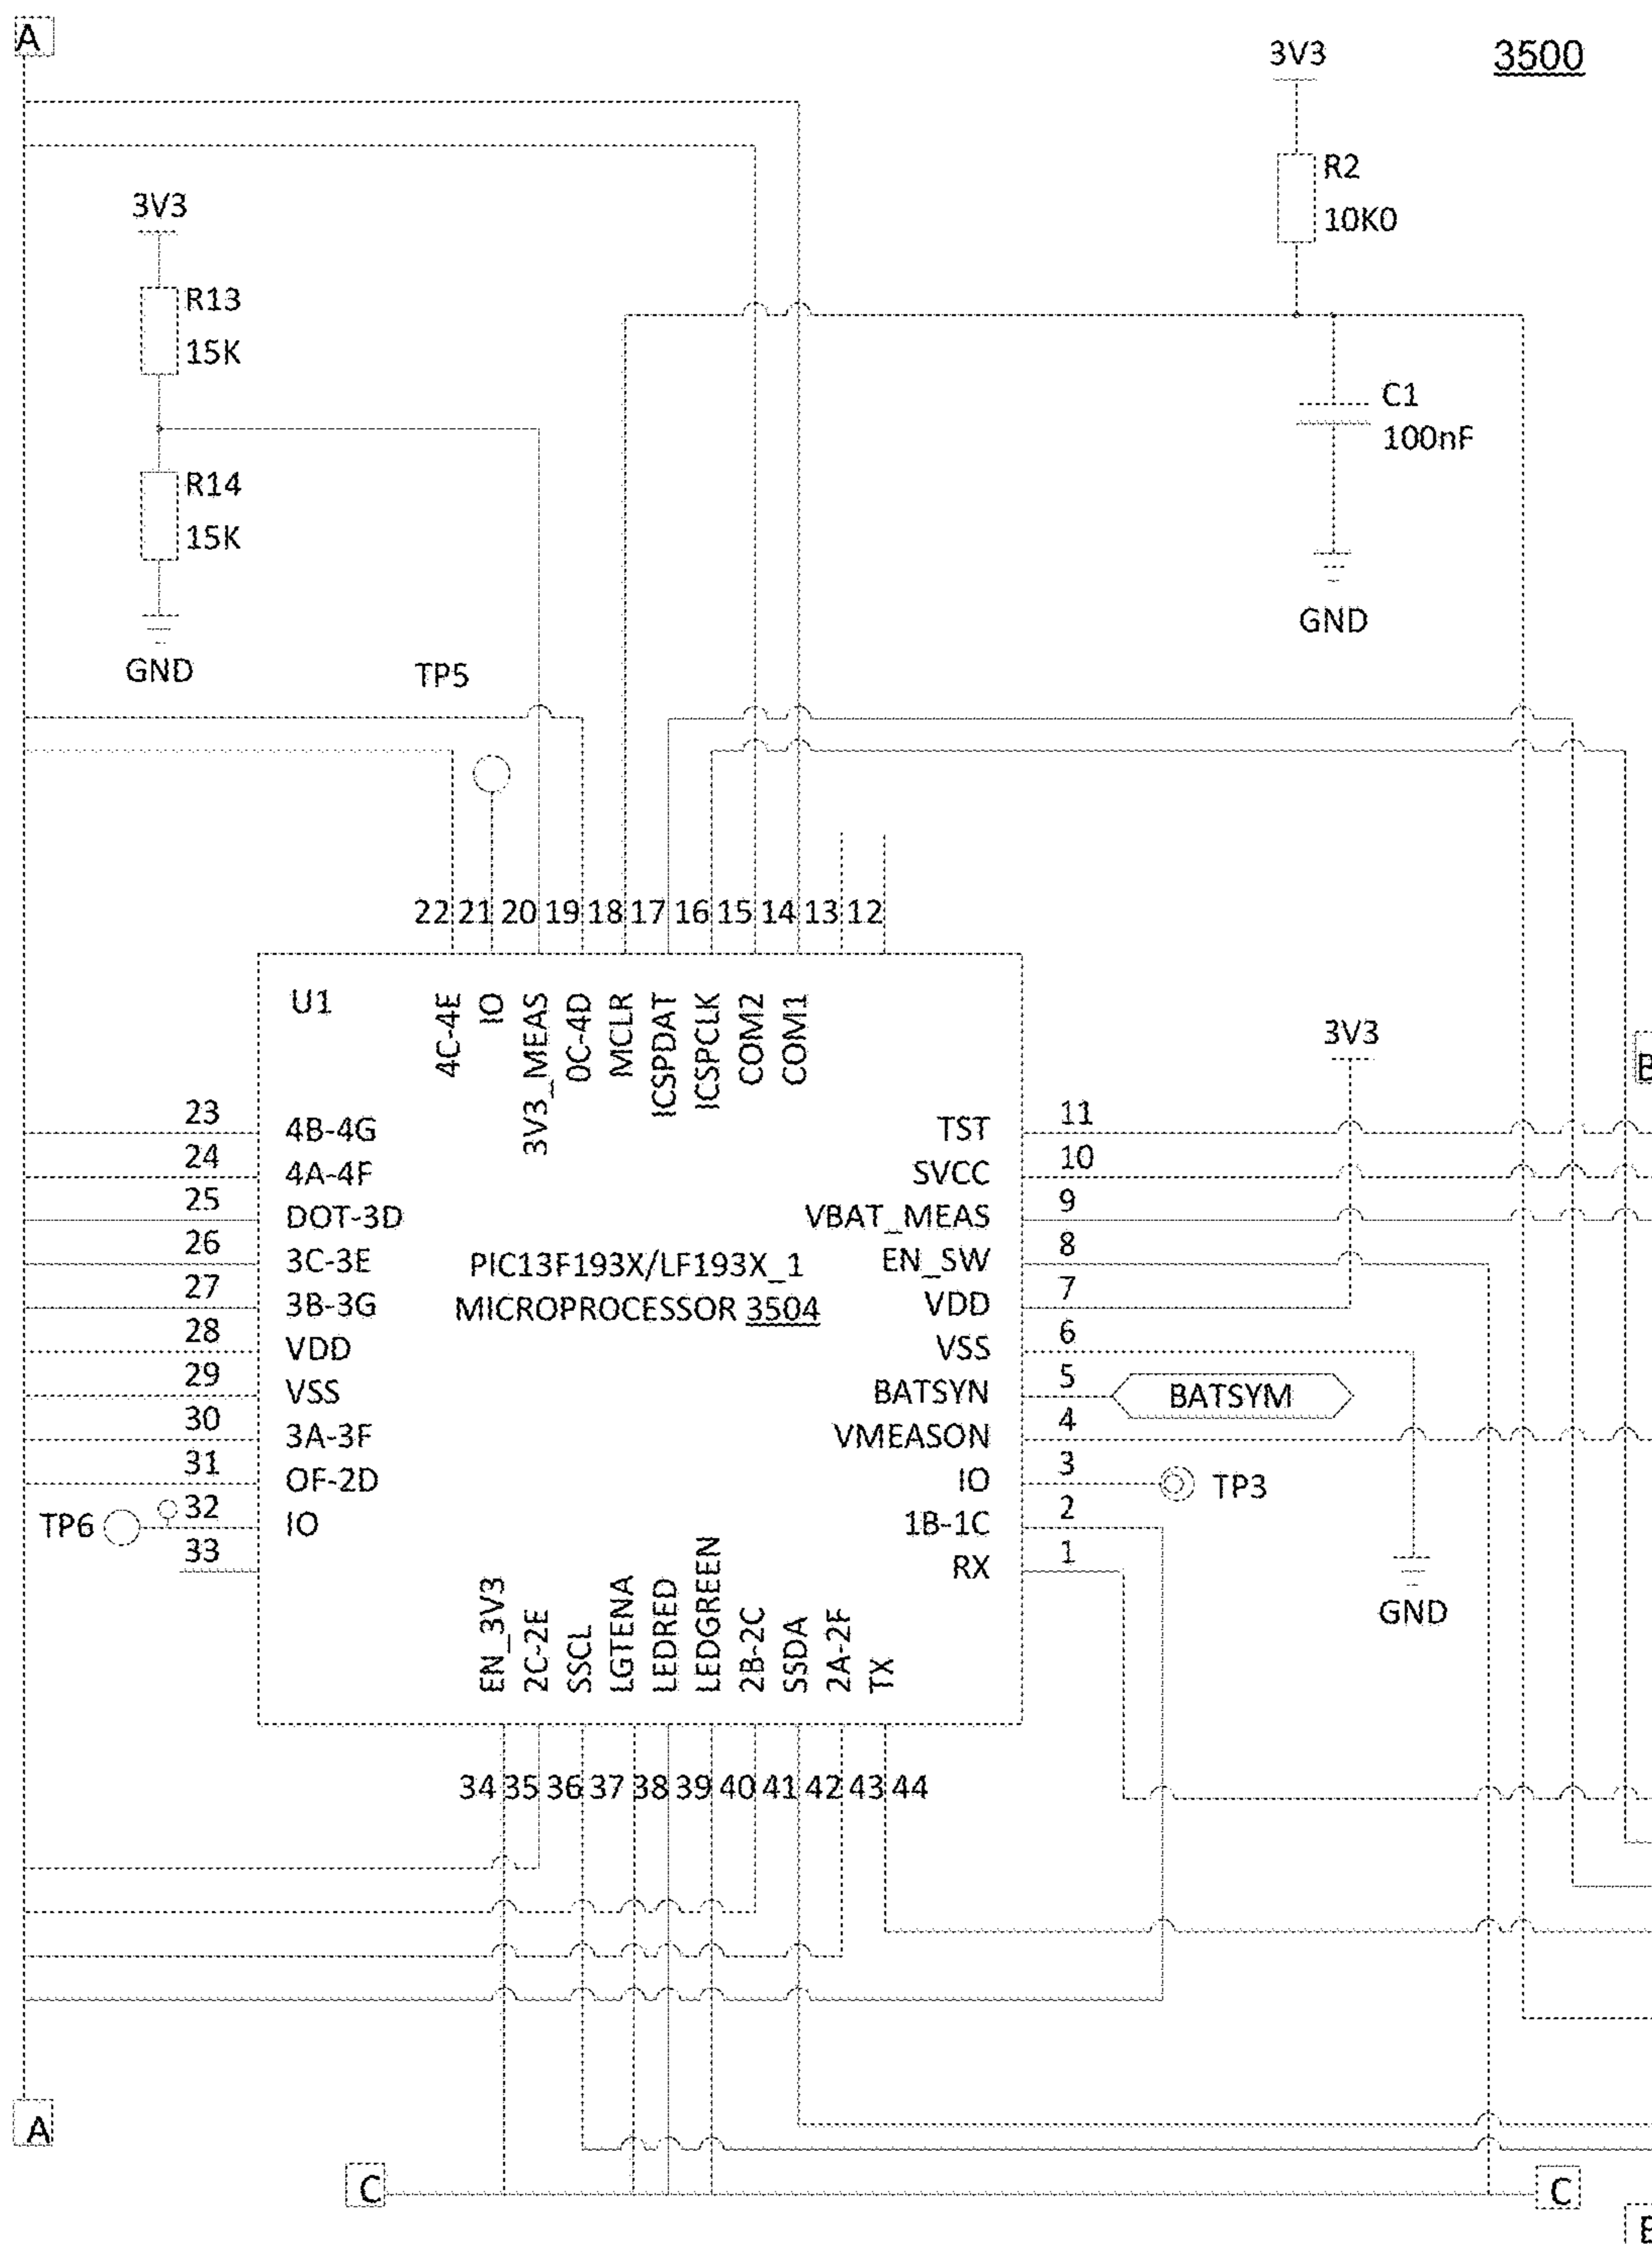 A
3V3
3500
R2
10K0
3V3
R13
15K
C1
100nF
R14
15K
GND
GND
TP5
22 21 20 19 18 17 16 15 14 13 12
U1
4C-4E
IO
3V3_MEAS
0C-4D
MCLR
ICSPDAT
ICSPCLK
COM2
COM1
3V3
B
23
4B-4G
24
4A-4F
25
DOT-3D
26
3C-3E
27
3B-3G
28
VDD
29
VSS
30
3A-3F
31
OF-2D
TP6
32
IO
33
PIC13F193X/LF193X_1
MICROPROCESSOR 3504
TST
11
SVCC
10
VBAT_MEAS
9
EN_SW
8
VDD
7
VSS
6
BATSYN
5
BATSYM
VMEASON
4
IO
3
TP3
1B-1C
2
RX
1
GND
EN_3V3
2C-2E
SSCL
LGTENA
LEDRED
LEDGREEN
2B-2C
SSDA
2A-2F
TX
34 35 36 37 38 39 40 41 42 43 44
A
C
C